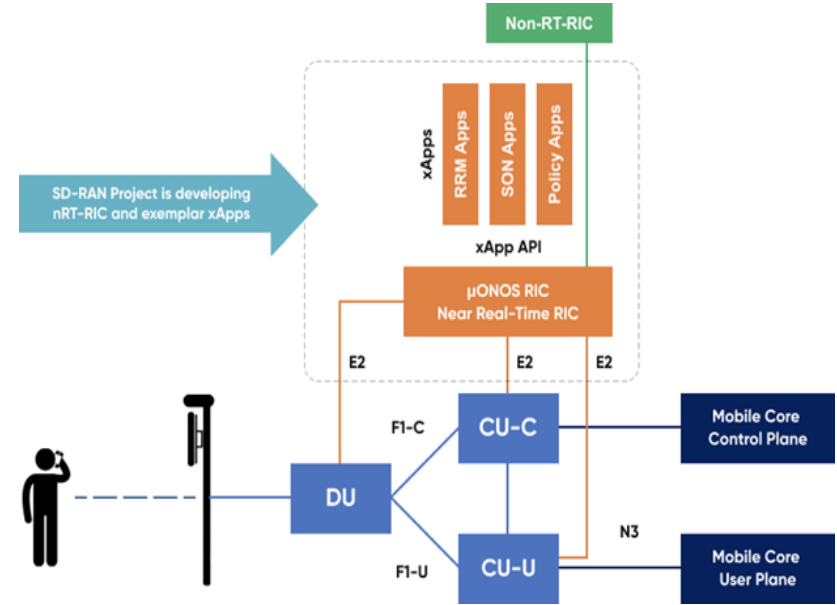 Non-RT-RIC
xApps
RRM Apps
SON Apps
Policy Apps
SD-RAN Project is developing
nRT-RIC and exemplar xApps
xApp API
µONOS RIC
Near Real-Time RIC
E2
E2
E2
F1-C
CU-C
Mobile Core
Control Plane
DU
F1-U
CU-U
N3
Mobile Core
User Plane